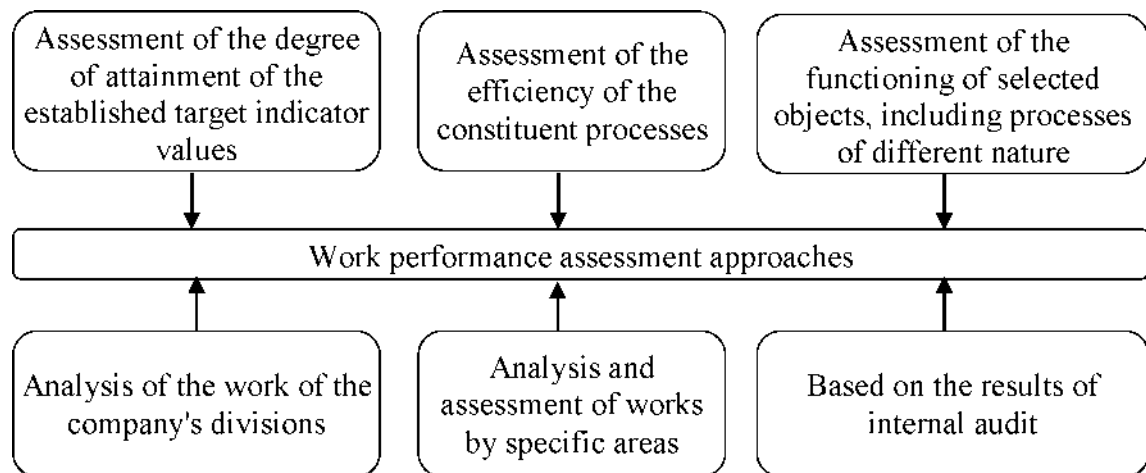 Assessment of the degree
of attainment of the
established target indicator
values
Assessment of the
efficiency of the
constituent processes
Assessment of the
functioning of selected
objects, including processes
of different nature
Work performance assessment approaches
Analysis of the work of the
company's divisions
Analysis and
assessment of works
by specific areas
Based on the results of
internal audit